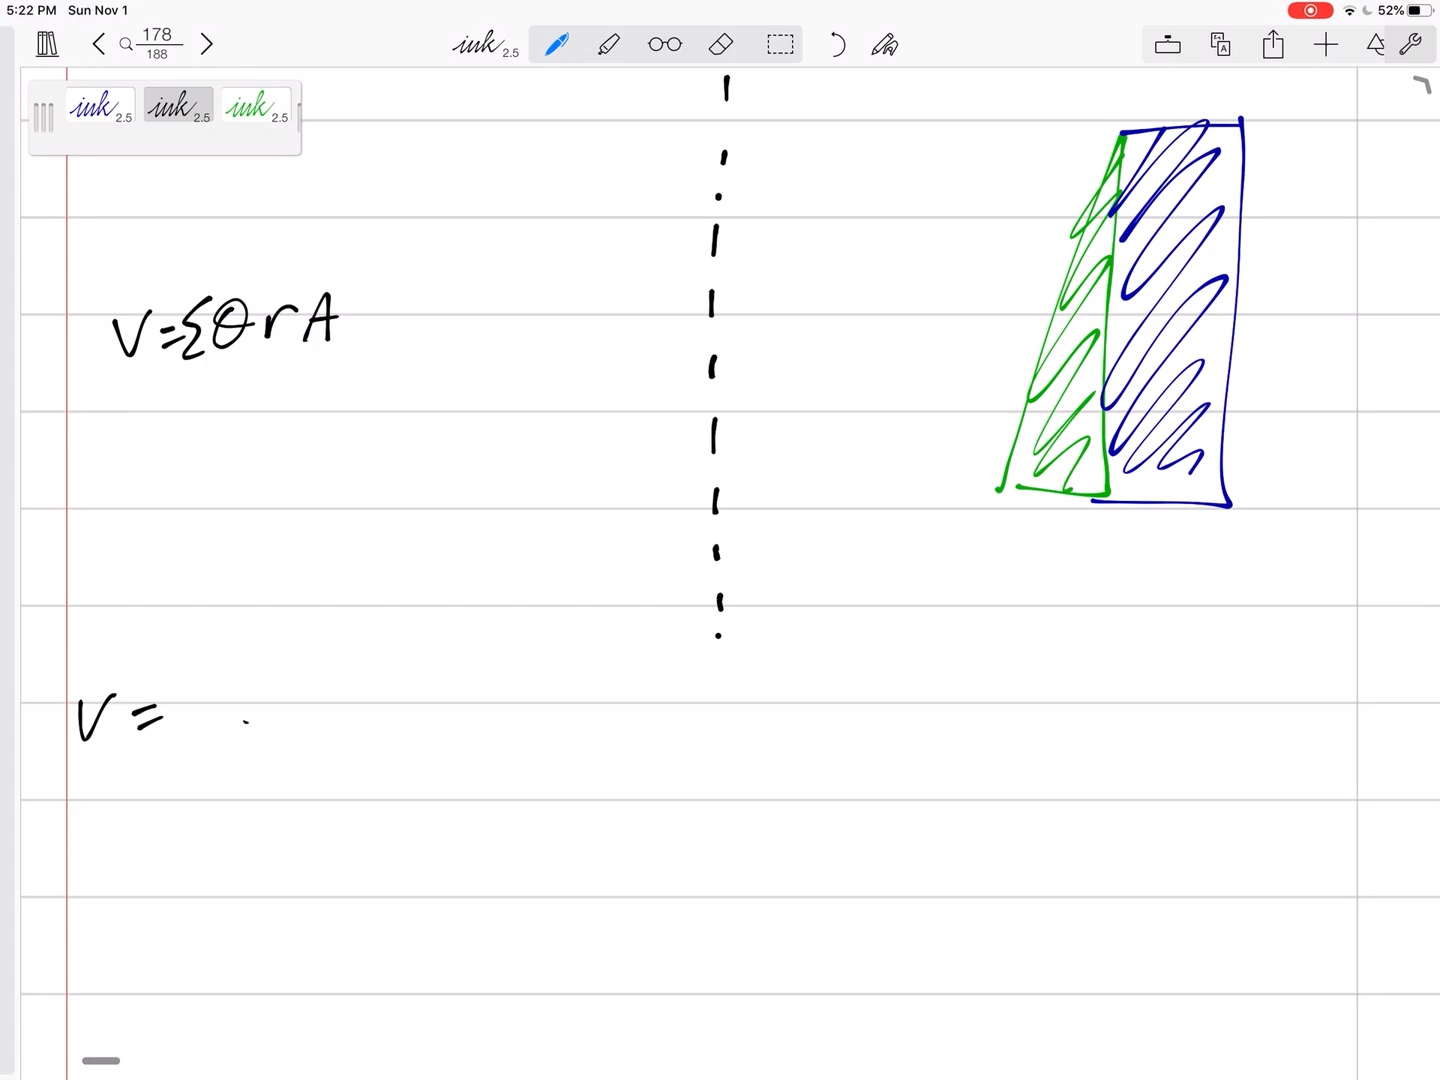 5:22 PM Sun Nov 1
52%
178
188
ink 2.5
ink 2.5 ink 2.5 ink 2.5
V=ΣθrA
V =